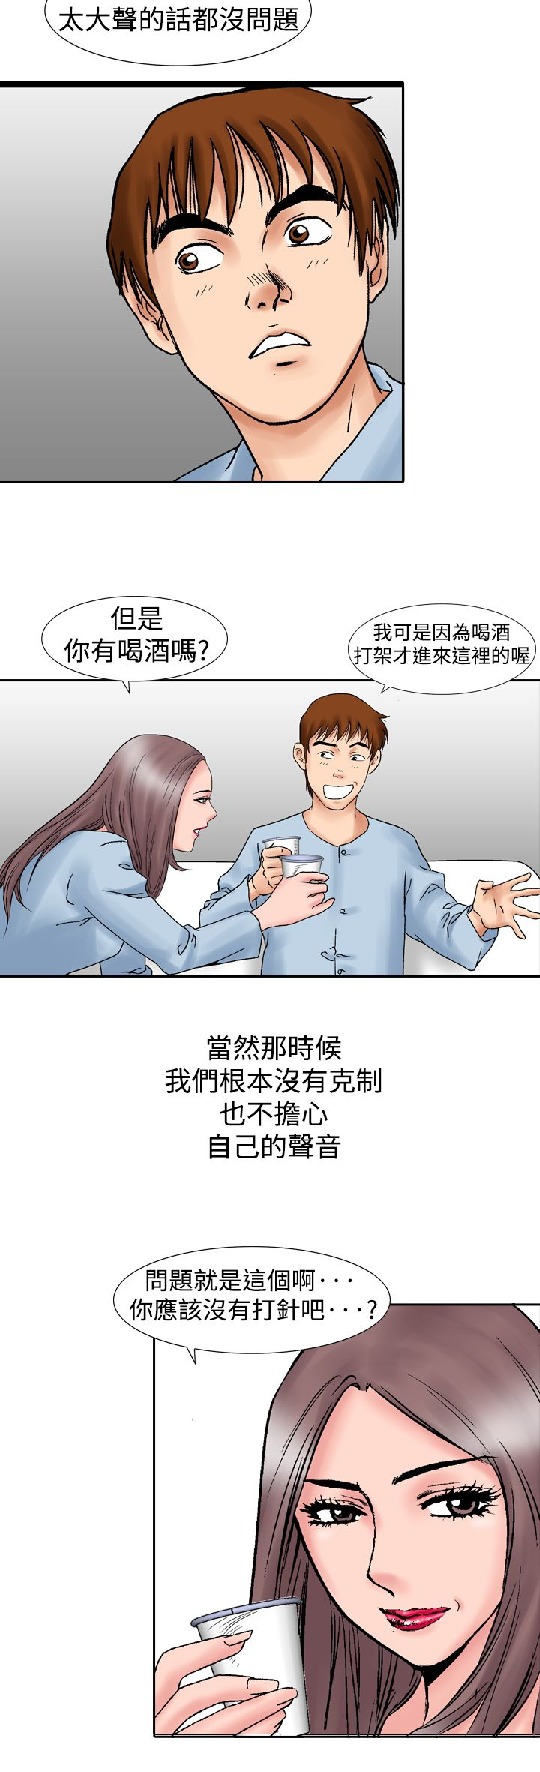 太大聲的話都沒問題
但是
你有喝酒嗎?
我可是因為喝酒
打架才進來這裡的喔
當然那時候
我們根本沒有克制
也不擔心
自己的聲音
問題就是這個啊···
你應該沒有打針吧···?